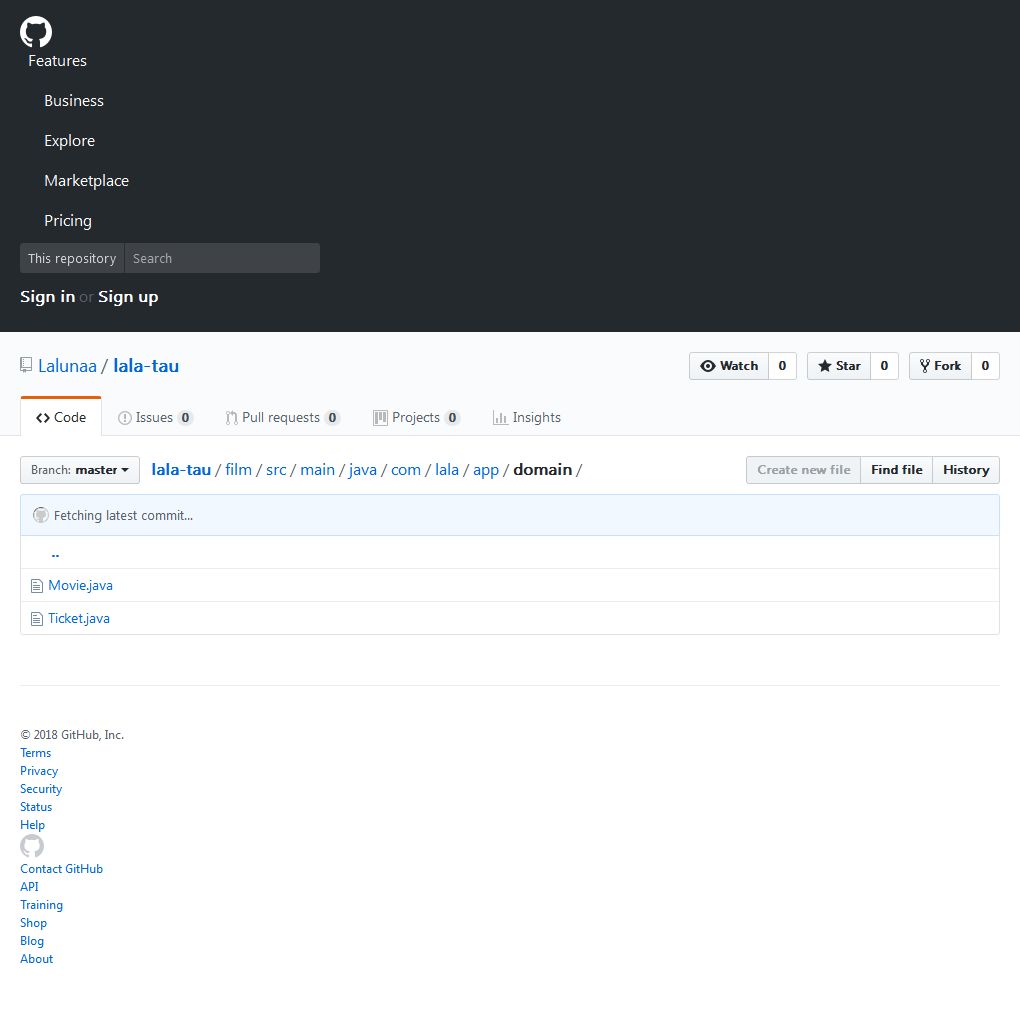 Features
Business
Explore
Marketplace
Pricing
This repository Search
Sign in or Sign up
Lalunaa / lala-tau Watch 0 Star 0 Fork 0
Code Issues 0 Pull requests 0 Projects 0 Insights
Branch: master lala-tau / film / src / main / java / com / lala / app / domain / Create new file Find file History
Fetching latest commit...
..
Movie.java
Ticket.java
© 2018 GitHub, Inc.
Terms
Privacy
Security
Status
Help
Contact GitHub
API
Training
Shop
Blog
About